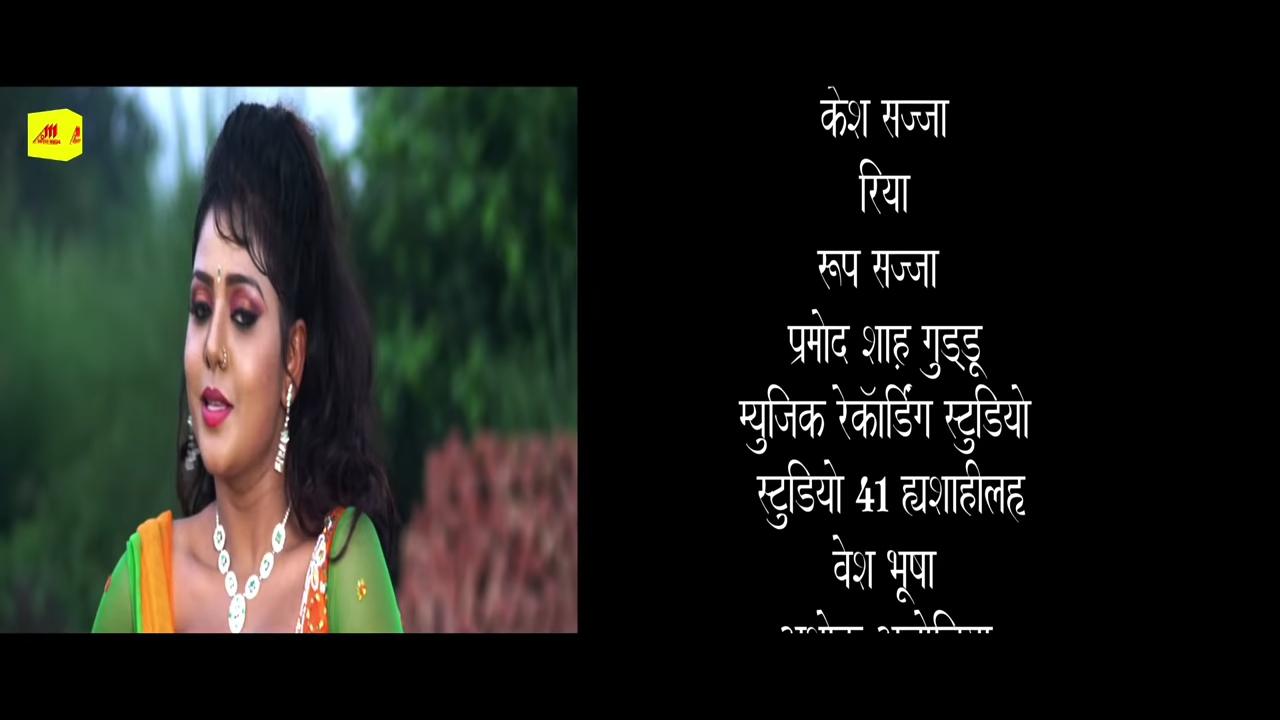 केश सज्जा
रिया
रूप सज्जा
प्रमोद शाह़ गुड्डू
म्युजिक रेकॉर्डिंग स्टुडियो
स्टुडियो 41 ह्यशाहीलह्
वेश भूषा